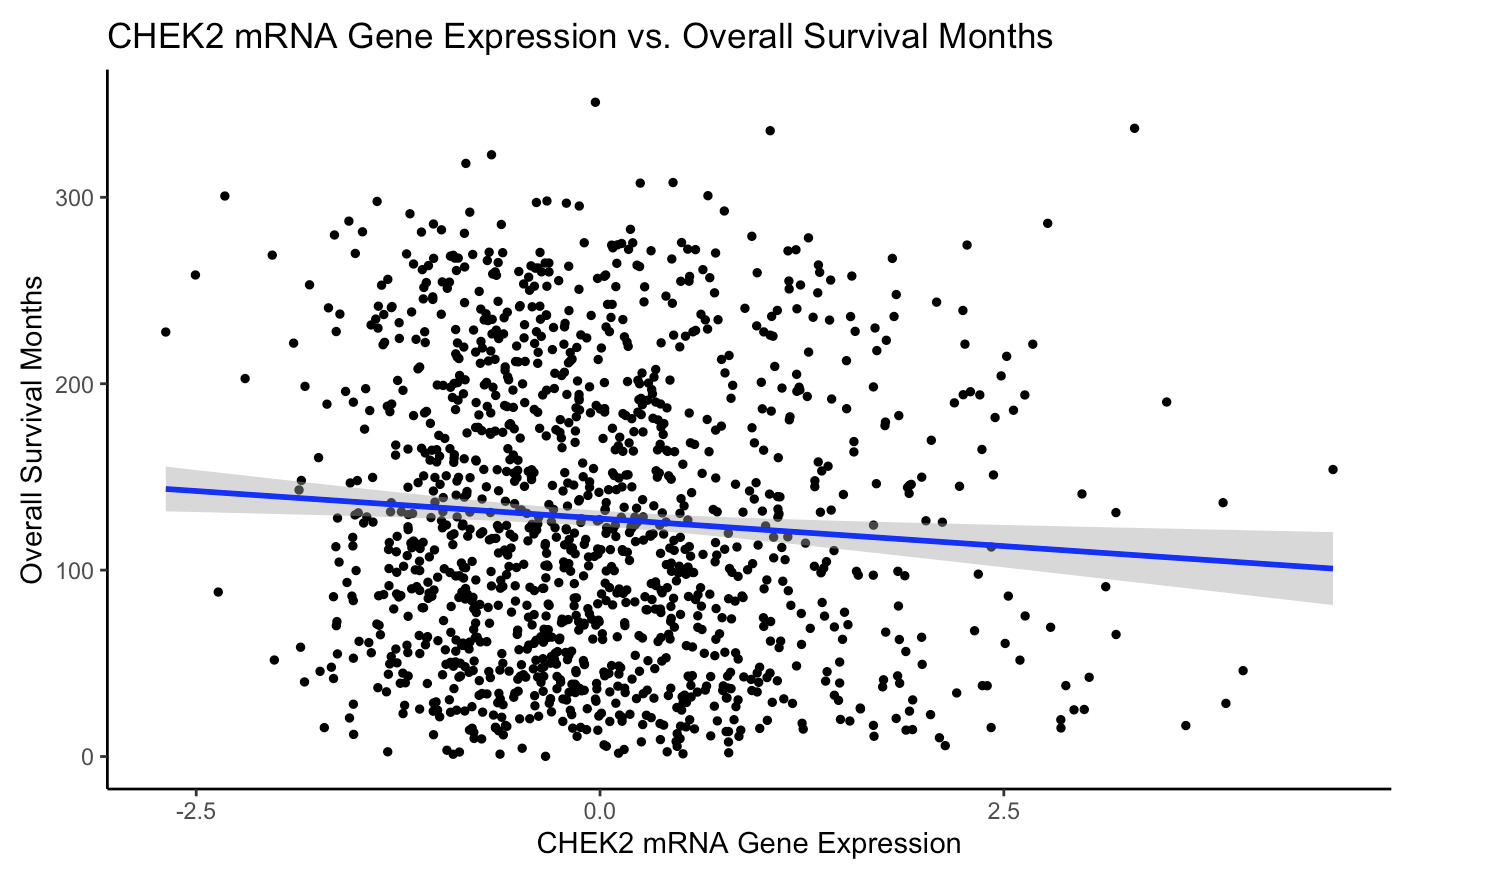 CHEK2 mRNA Gene Expression vs. Overall Survival Months
Overall Survival Months
300
200
100
0
-2.5
0.0
2.5
CHEK2 mRNA Gene Expression